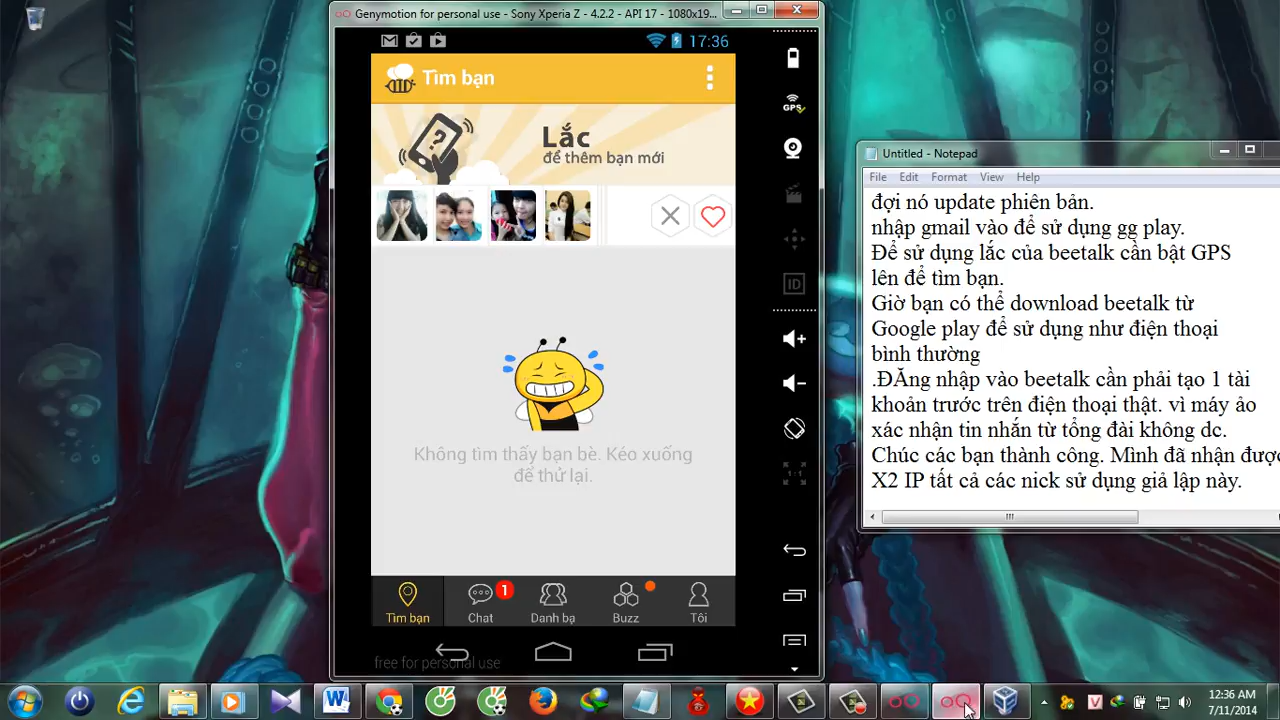 Genymotion for personal use - Sony Xperia Z - 4.2.2 - API 17 - 1080x19...
17:36
Tìm bạn
?
Lắc
để thêm bạn mới
GPS
ID
1:1
Không tìm thấy bạn bè. Kéo xuống
để thử lại.
1
Tìm bạn
Chat
Danh bạ
Buzz
Tôi
free for personal use
Untitled - Notepad
File Edit Format View Help
đợi nó update phiên bản.
nhập gmail vào để sử dụng gg play.
Để sử dụng lắc của beetalk cần bật GPS
lên để tìm bạn.
Giờ bạn có thể download beetalk từ
Google play để sử dụng như điện thoại
bình thường
.ĐĂng nhập vào beetalk cần phải tạo 1 tài
khoản trước trên điện thoại thật. vì máy ảo
xác nhận tin nhắn từ tổng đài không dc.
Chúc các bạn thành công. Mình đã nhận được
X2 IP tất cả các nick sử dụng giả lập này.
12:36 AM
7/11/2014